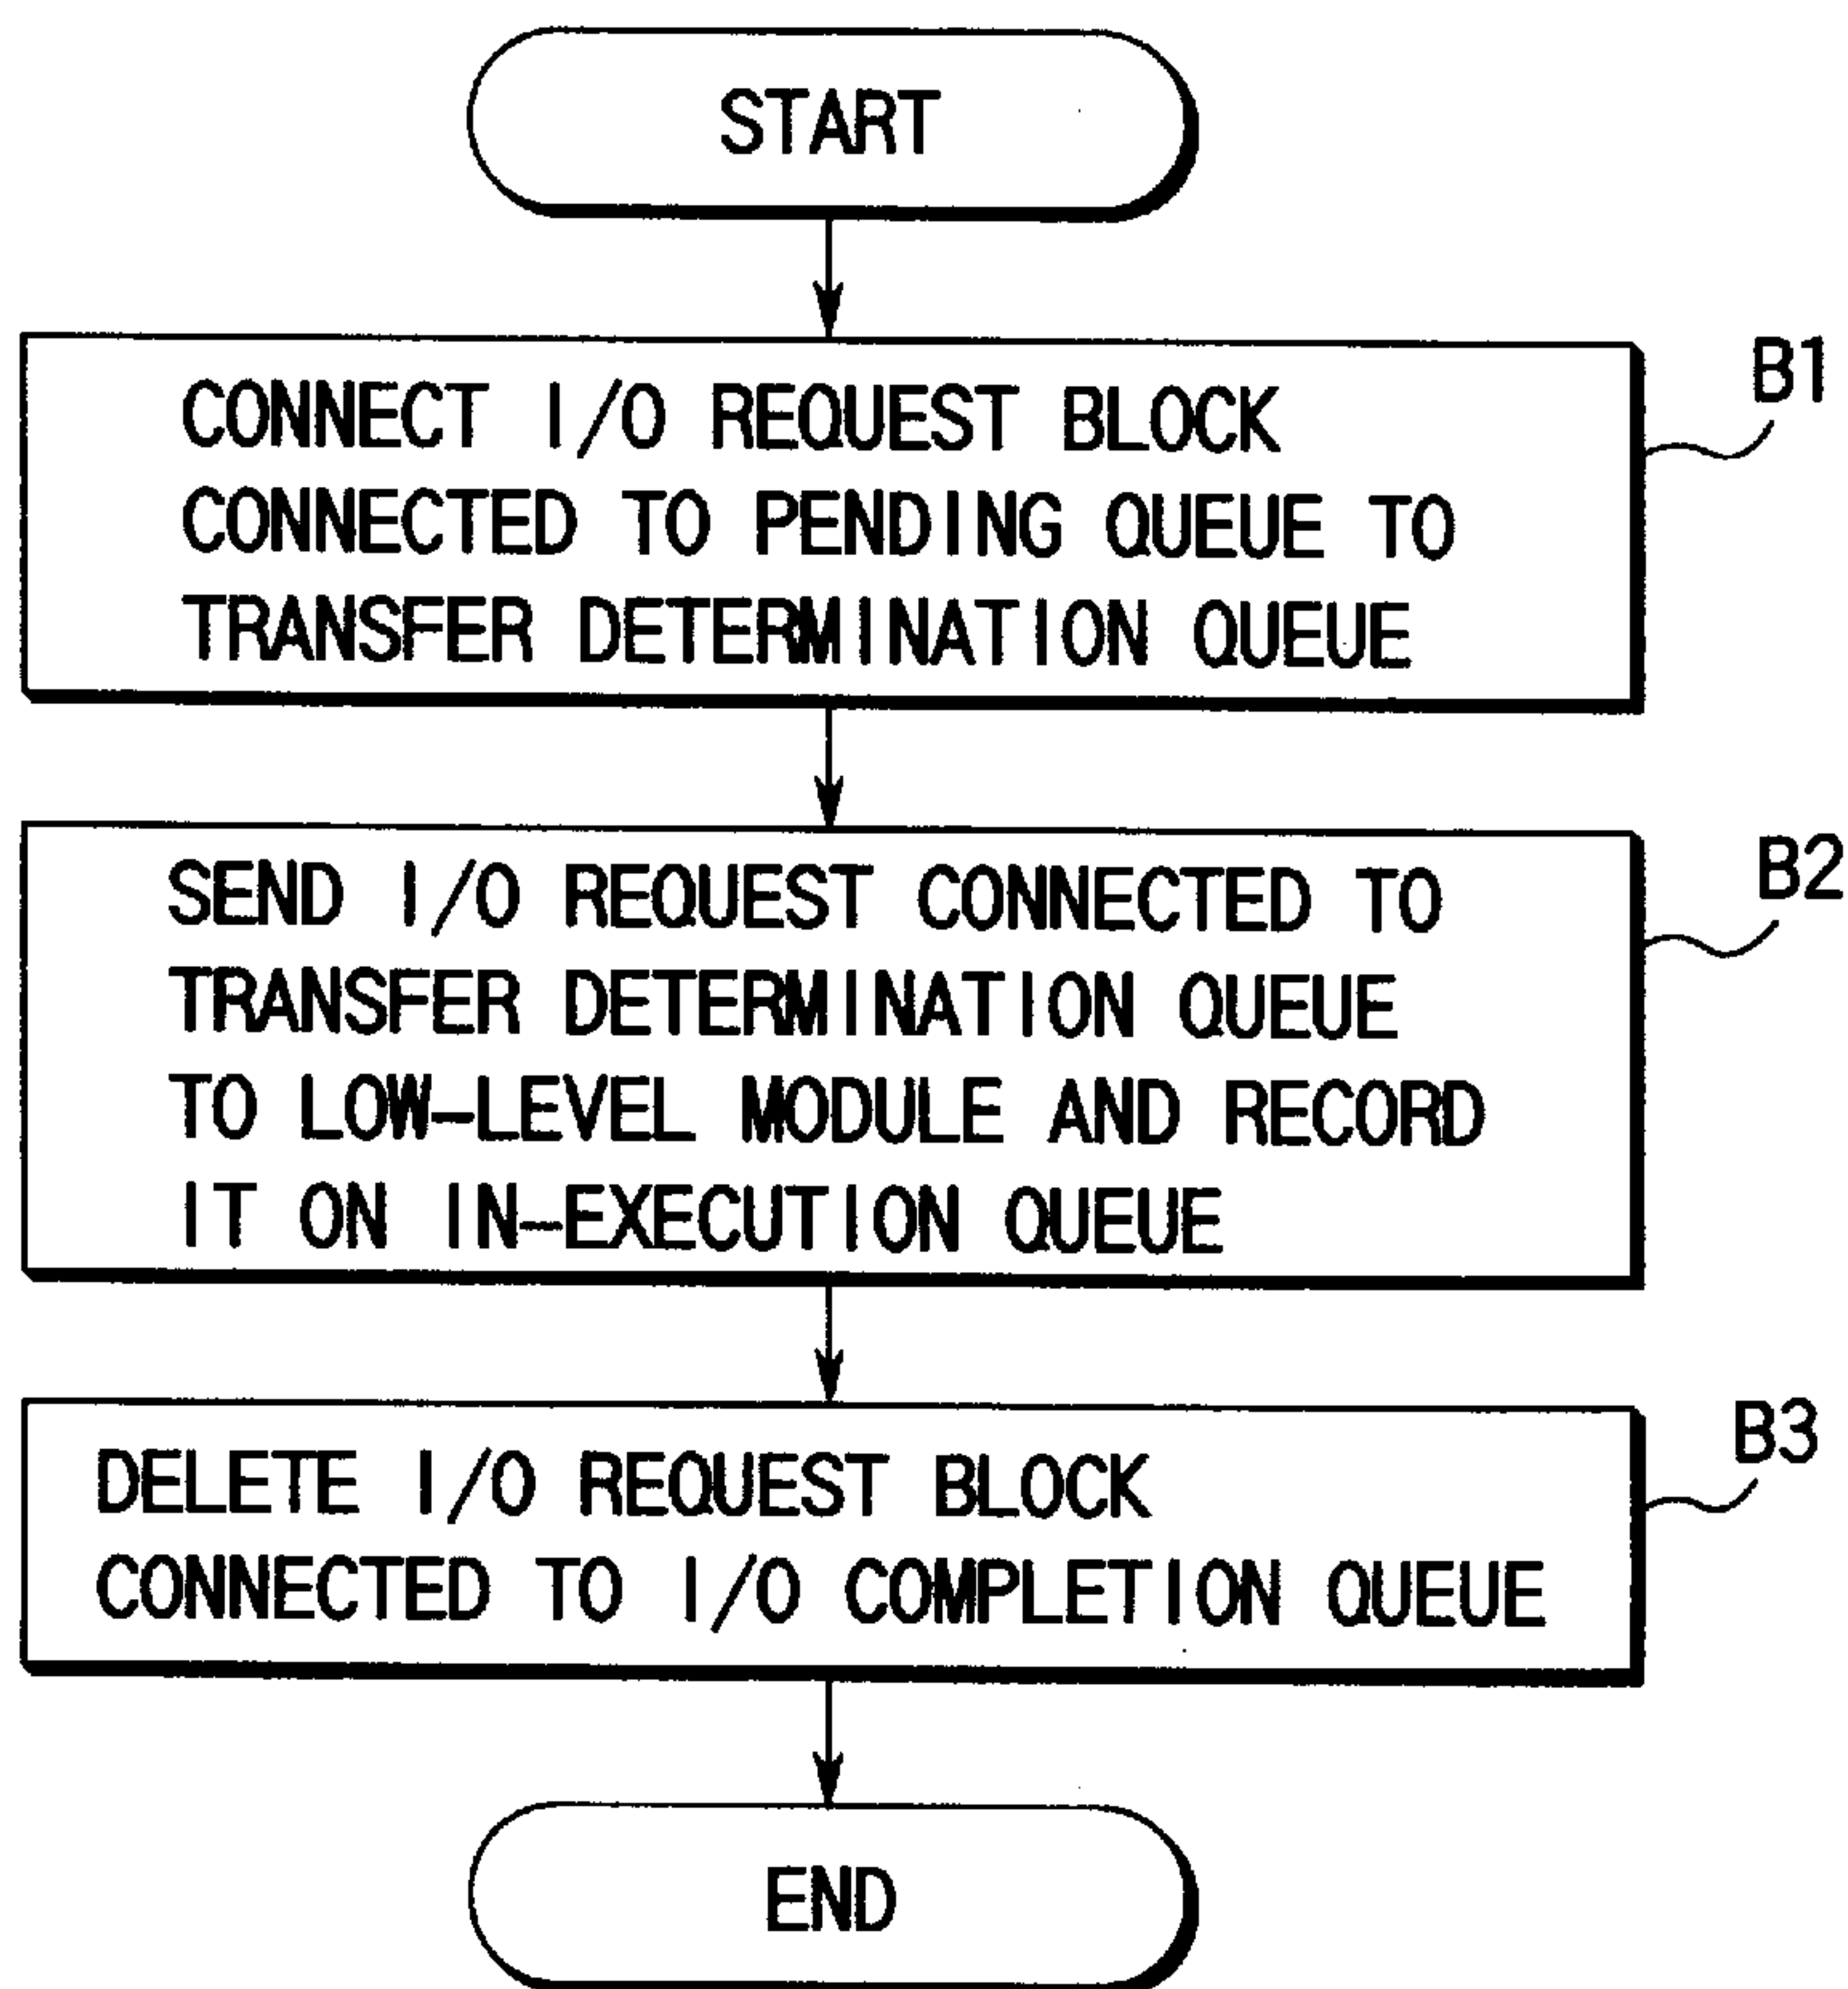 START
B1
CONNECT I/O REQUEST BLOCK
CONNECTED TO PENDING QUEUE TO
TRANSFER DETERMINATION QUEUE
B2
SEND I/O REQUEST CONNECTED TO
TRANSFER DETERMINATION QUEUE
TO LOW-LEVEL MODULE AND RECORD
IT ON IN-EXECUTION QUEUE
B3
DELETE I/O REQUEST BLOCK
CONNECTED TO I/O COMPLETION QUEUE
END